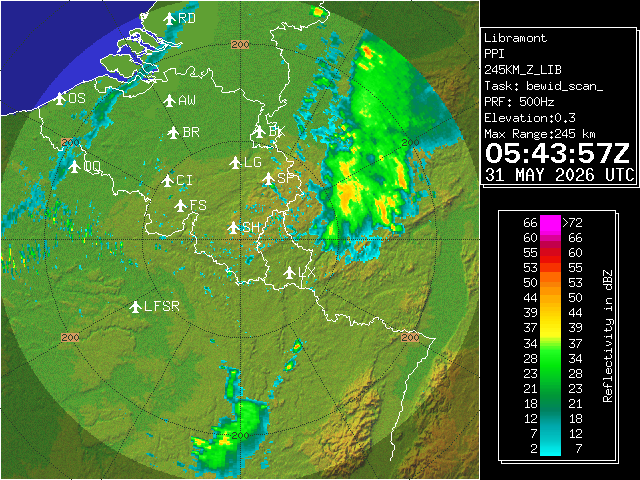 RD
200
OS
AW
BR
BK
200
200
OQ
LG
CI
SP
FS
SH
LX
LFSR
200
200
200
Libramont
PPI
245KM_Z_LIB
Task: bewid_scan_
PRF: 500Hz
Elevation:0.3
Max Range:245 km
05:43:57Z
31 MAY 2026 UTC
66 >72
60 66
55 60
53 55
50 53
44 50
39 44
37 39
34 37
28 34
23 28
21 23
18 21
12 18
7 12
2 7
Reflectivity in dBZ